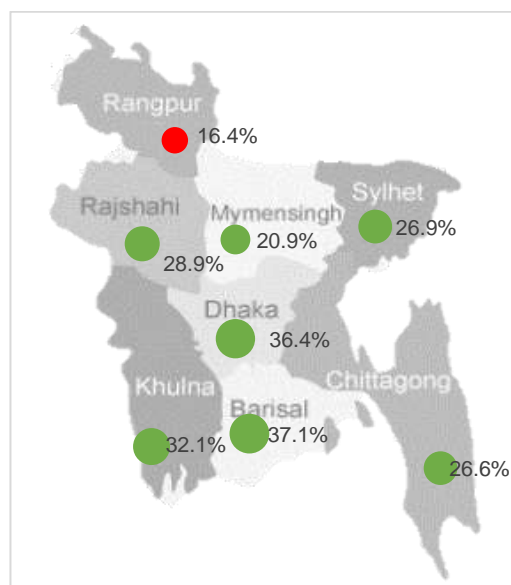 Rangpur
16.4%
Sylhet
26.9%
Rajshahi
28.9%
Mymensingh
20.9%
Dhaka
36.4%
Khulna
32.1%
Barisal
37.1%
Chittagong
26.6%